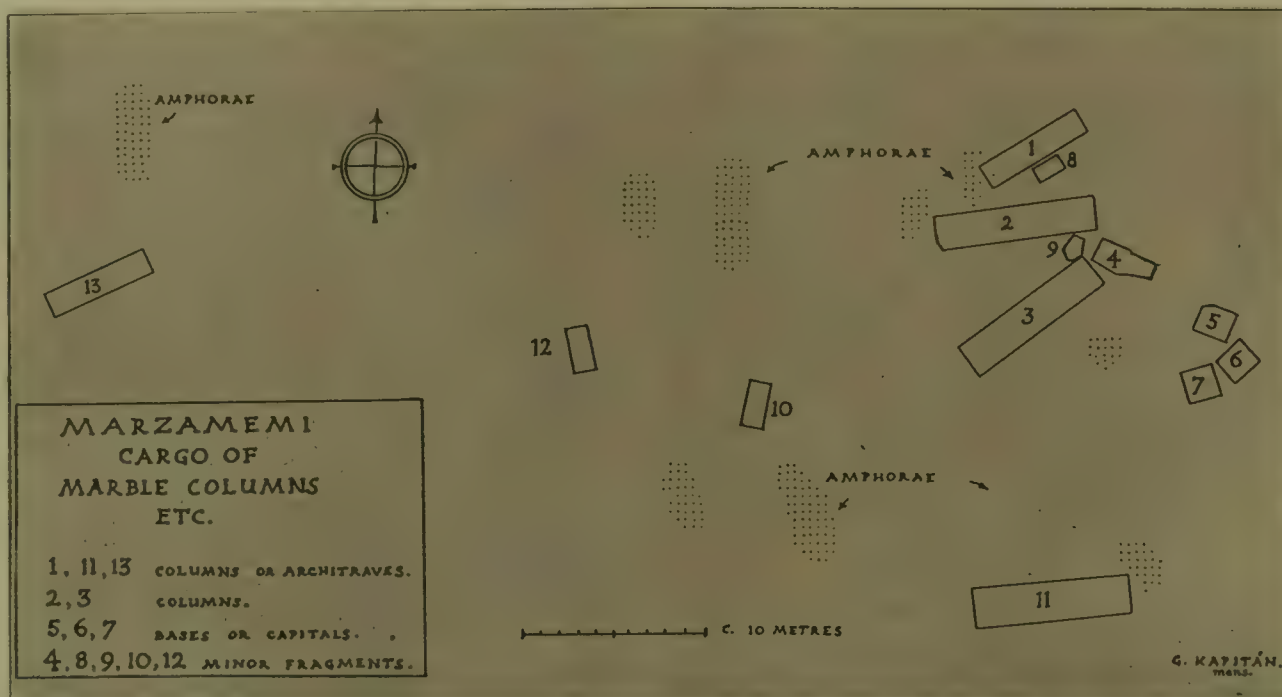 AMPHORAE
AMPHORAE
1
8
2
9
4
3
5
6
7
13
12
10
AMPHORAE
11
MARZAMEMI
CARGO OF
MARBLE COLUMNS
ETC.
1, 11, 13 COLUMNS OR ARCHITRAVES.
2, 3 COLUMNS.
5, 6, 7 BASES OR CAPITALS.
4, 8, 9, 10, 12 MINOR FRAGMENTS.
C. 10 METRES
G. KAPITÁN.
mens.